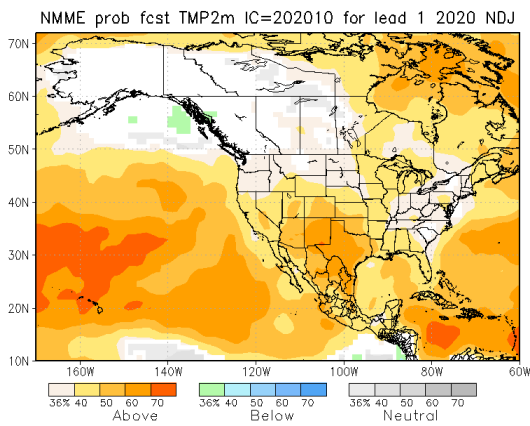 NMME prob fcst TMP2m IC=202010 for lead 1 2020 NDJ
70N
60N
50N
40N
30N
20N
10N
160W 140W 120W 100W 80W 60W
36% 40 50 60 70 36% 40 50 60 70 36% 40 50 60 70
Above Below Neutral